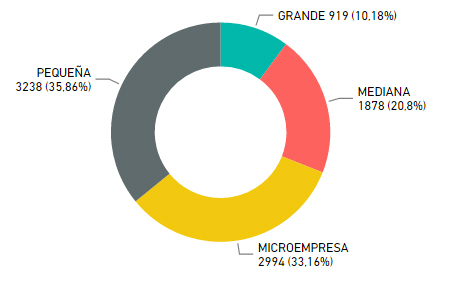 GRANDE 919 (10,18%)
MEDIANA
1878 (20,8%)
MICROEMPRESA
2994 (33,16%)
PEQUEÑA
3238 (35,86%)